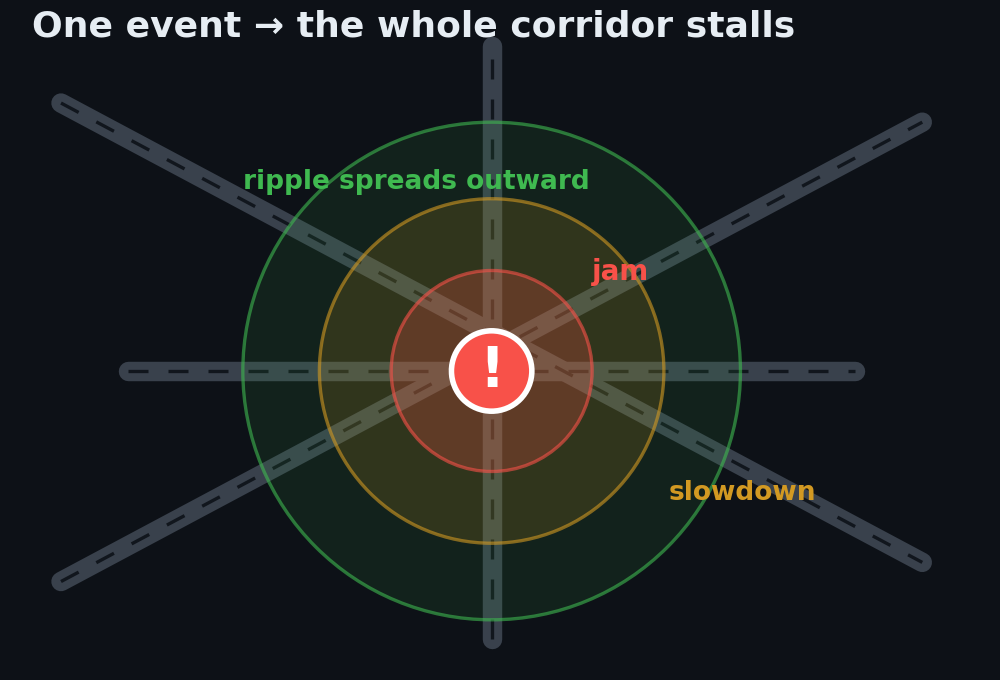 One event → the whole corridor stalls
ripple spreads outward
jam
!
slowdown